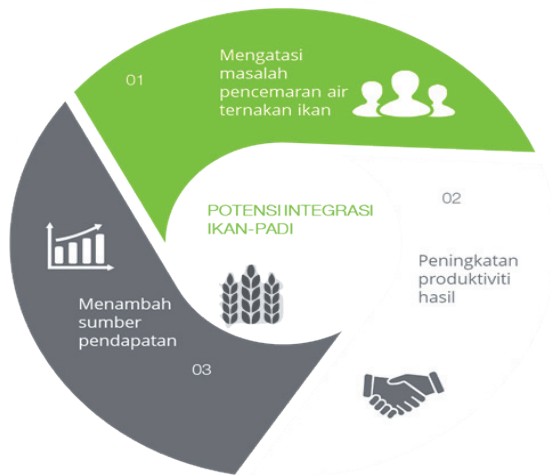 01
Mengatasi
masalah
pencemaran air
ternakan ikan
POTENSI INTEGRASI
IKAN-PADI
02
Peningkatan
produktiviti
hasil
Menambah
sumber
pendapatan
03